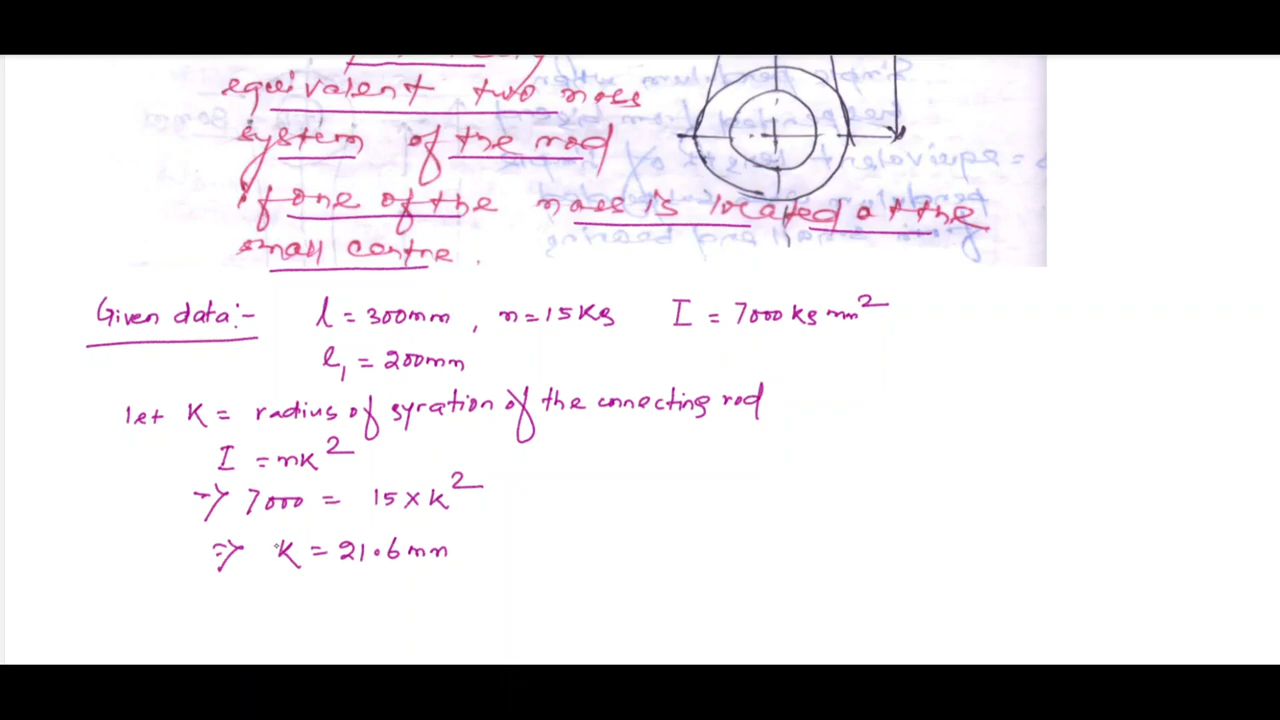 equivalent two mass
system of the rod
if one of the mass is located at the
small centre.
Given data:- l = 300mm, m = 15 Kg I = 7000 kg mm²
l₁ = 200mm
let K = radius of gyration of the connecting rod
I = mK²
=> 7000 = 15 × K²
=> K = 21.6 mm